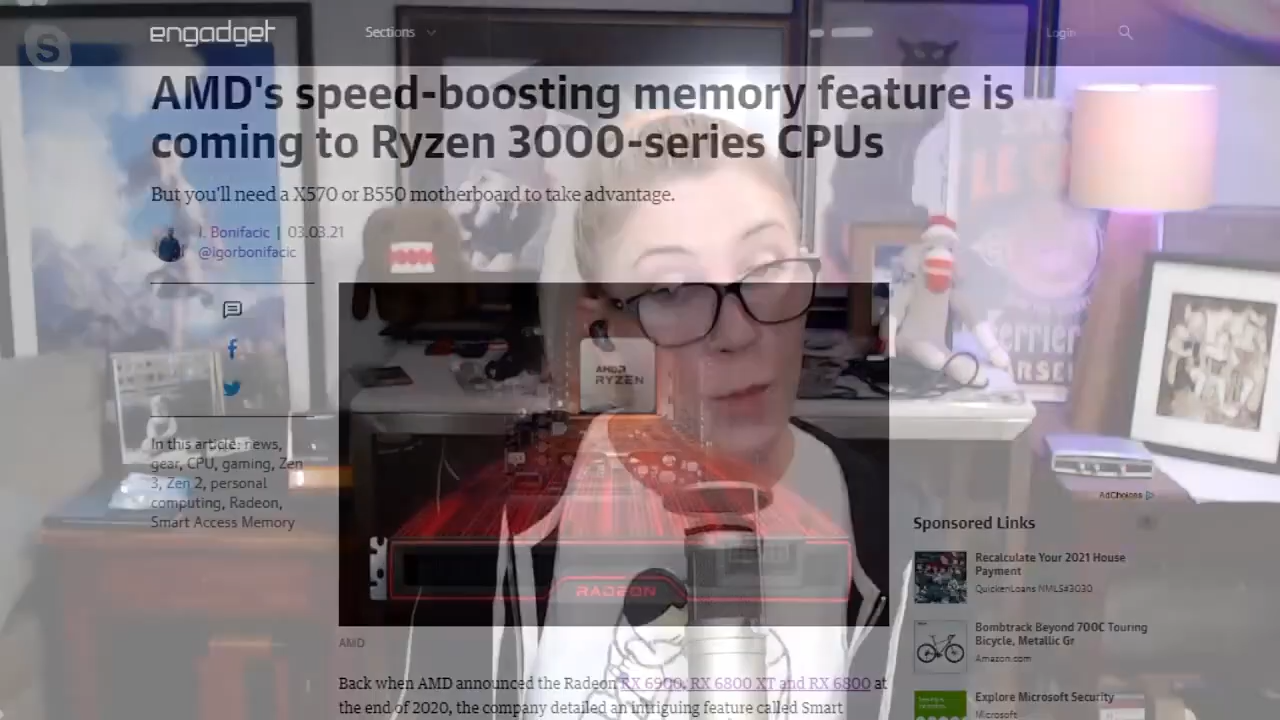 engadget
Sections
Login
AMD's speed-boosting memory feature is
coming to Ryzen 3000-series CPUs
But you'll need a X570 or B550 motherboard to take advantage.
I. Bonifacic | 03.03.21
@igorbonifacic
In this article: news,
gear, CPU, gaming, Zen
3, Zen 2, personal
computing, Radeon,
Smart Access Memory
AMD
RYZEN
RADEON
AMD
Back when AMD announced the Radeon RX 6900, RX 6800 XT and RX 6800 at
the end of 2020, the company detailed an intriguing feature called Smart
AdChoices
Sponsored Links
Recalculate Your 2021 House
Payment
QuickenLoans NMLS#3030
Bombtrack Beyond 700C Touring
Bicycle, Metallic Gr
Amazon.com
Explore Microsoft Security
Microsoft